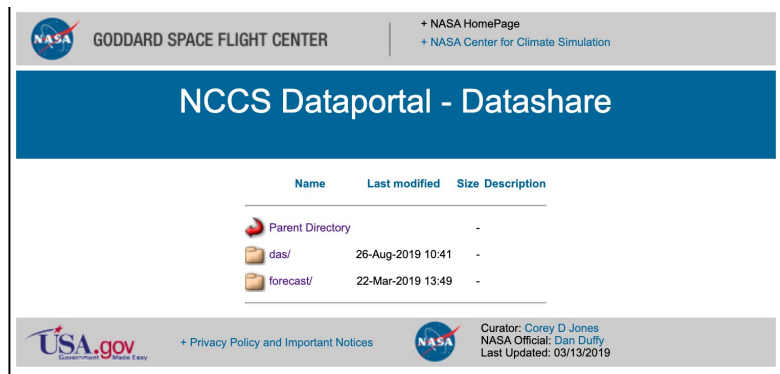 NASA
GODDARD SPACE FLIGHT CENTER
+ NASA HomePage
+ NASA Center for Climate Simulation
NCCS Dataportal - Datashare
Name Last modified Size Description
Parent Directory -
das/ 26-Aug-2019 10:41 -
forecast/ 22-Mar-2019 13:49 -
USA.gov
Government Made Easy
+ Privacy Policy and Important Notices
NASA
Curator: Corey D Jones
NASA Official: Dan Duffy
Last Updated: 03/13/2019